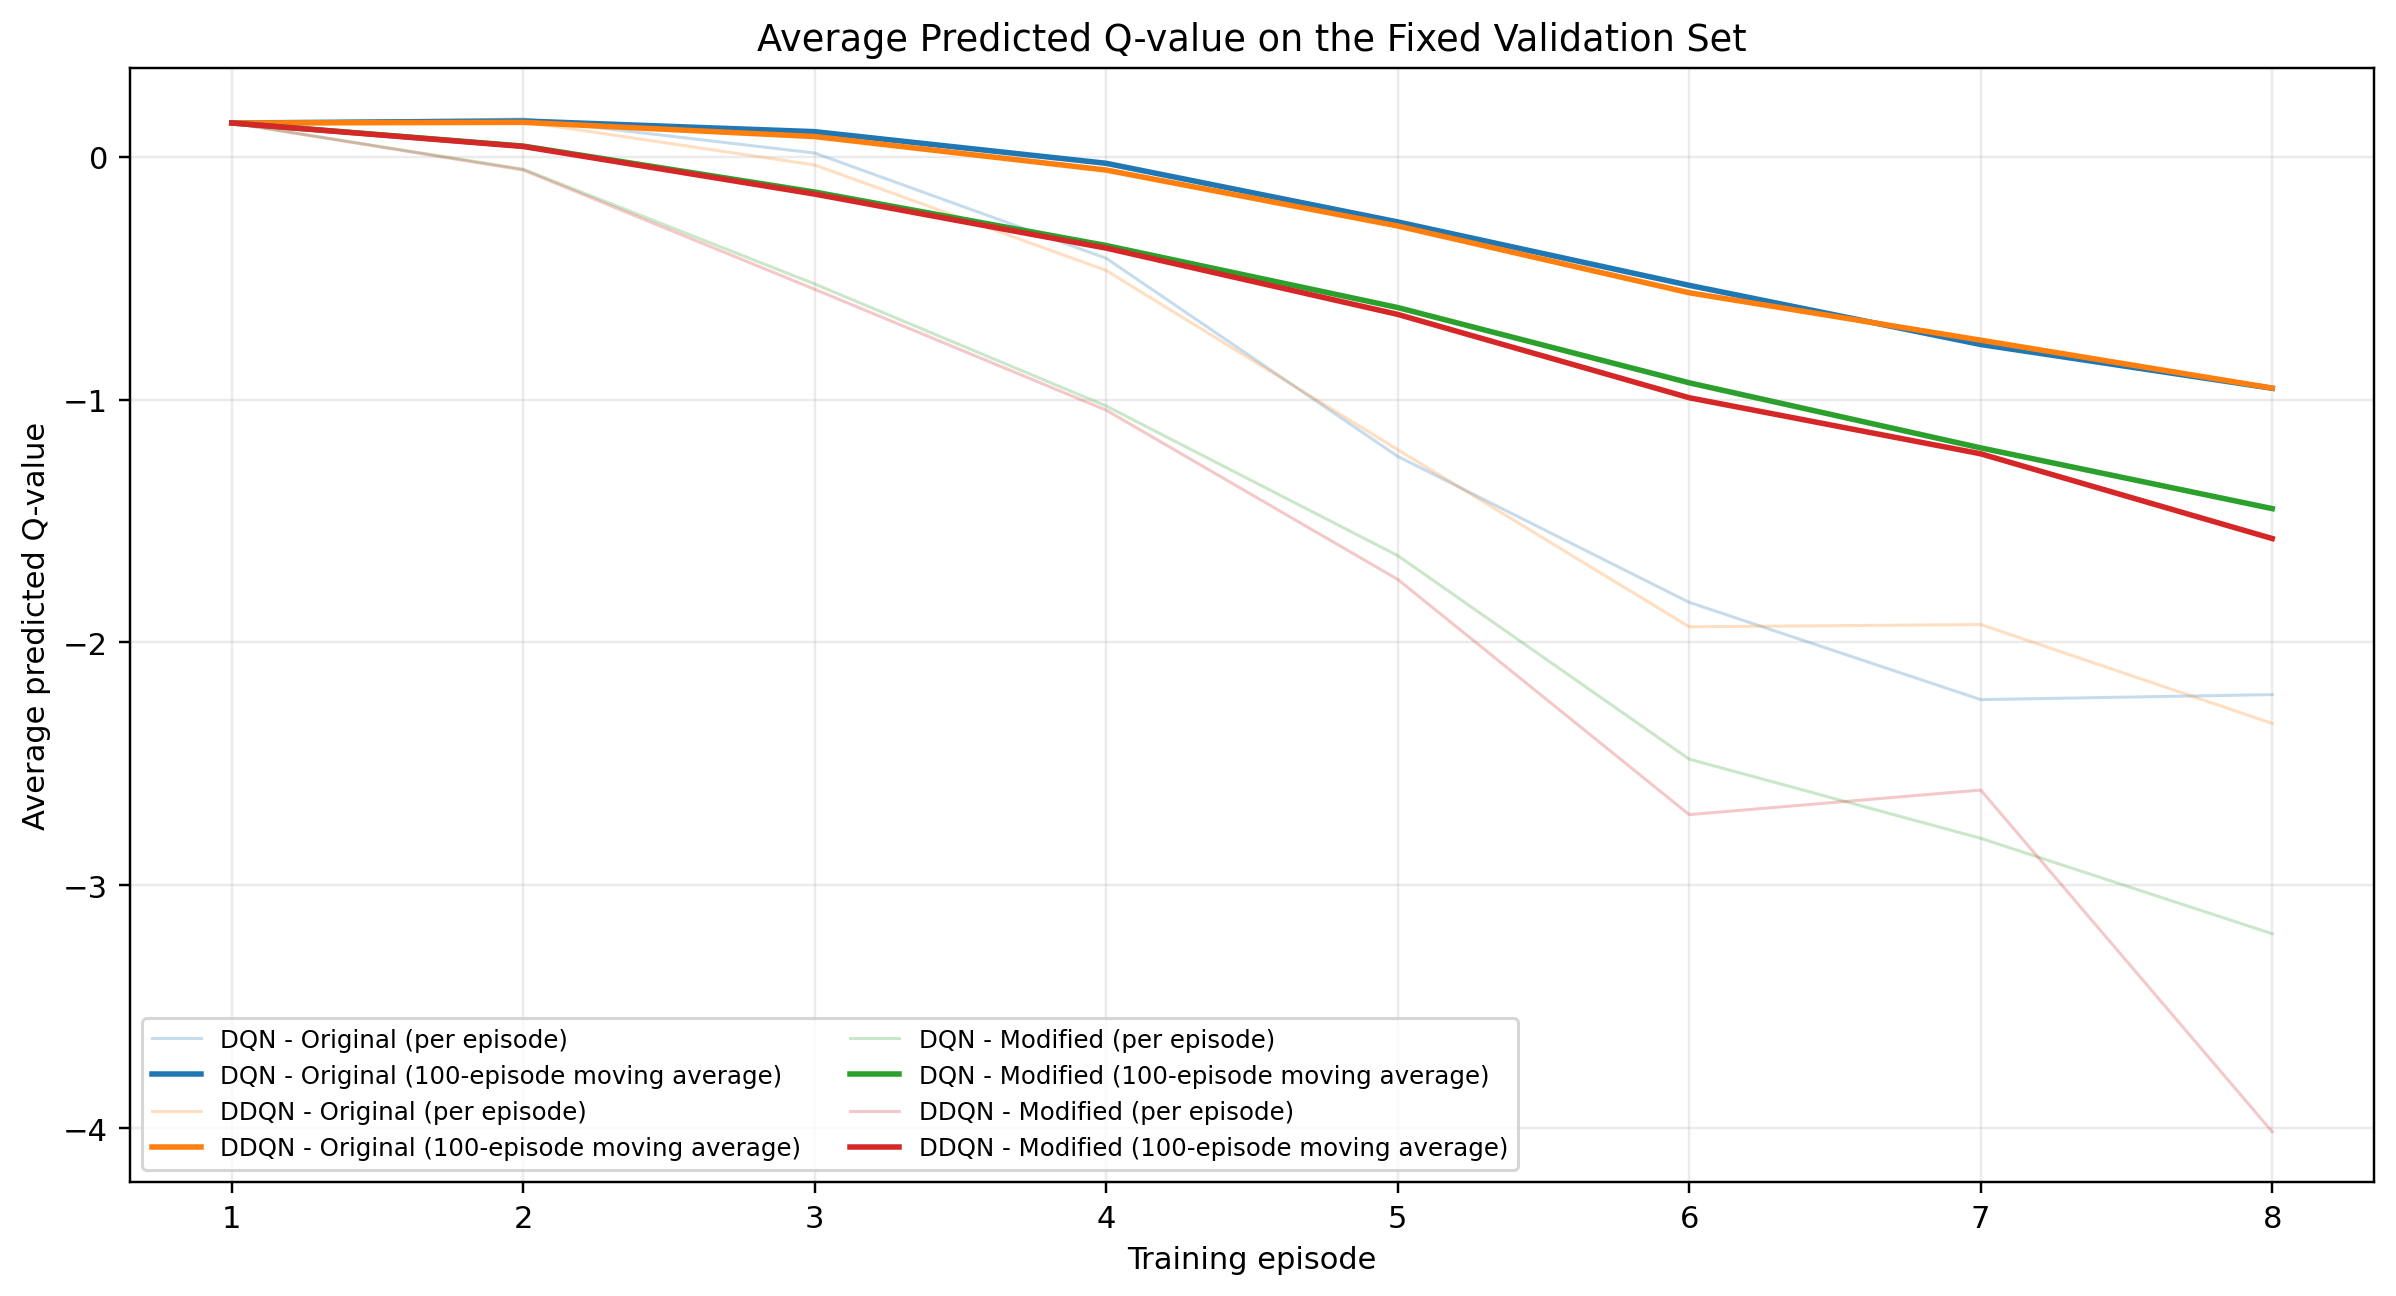 Average Predicted Q-value on the Fixed Validation Set
Average predicted Q-value
0
−1
−2
−3
−4
DQN - Original (per episode)
DQN - Original (100-episode moving average)
DDQN - Original (per episode)
DDQN - Original (100-episode moving average)
DQN - Modified (per episode)
DQN - Modified (100-episode moving average)
DDQN - Modified (per episode)
DDQN - Modified (100-episode moving average)
1 2 3 4 5 6 7 8
Training episode